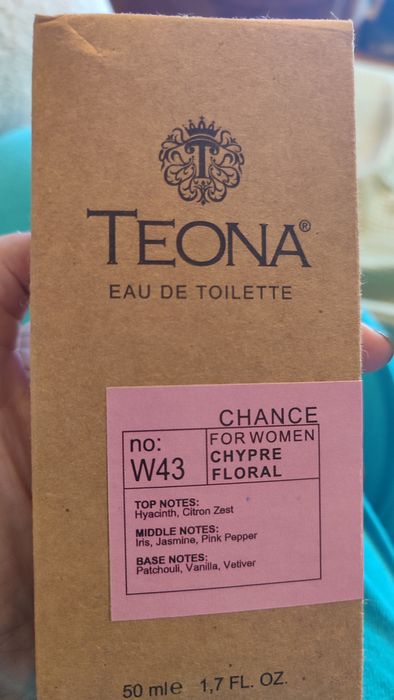 T
TEONA®
EAU DE TOILETTE
CHANCE
no:
W43
FOR WOMEN
CHYPRE
FLORAL
TOP NOTES:
Hyacinth, Citron Zest
MIDDLE NOTES:
Iris, Jasmine, Pink Pepper
BASE NOTES:
Patchouli, Vanilla, Vetiver
50 ml℮ 1,7 FL. OZ.